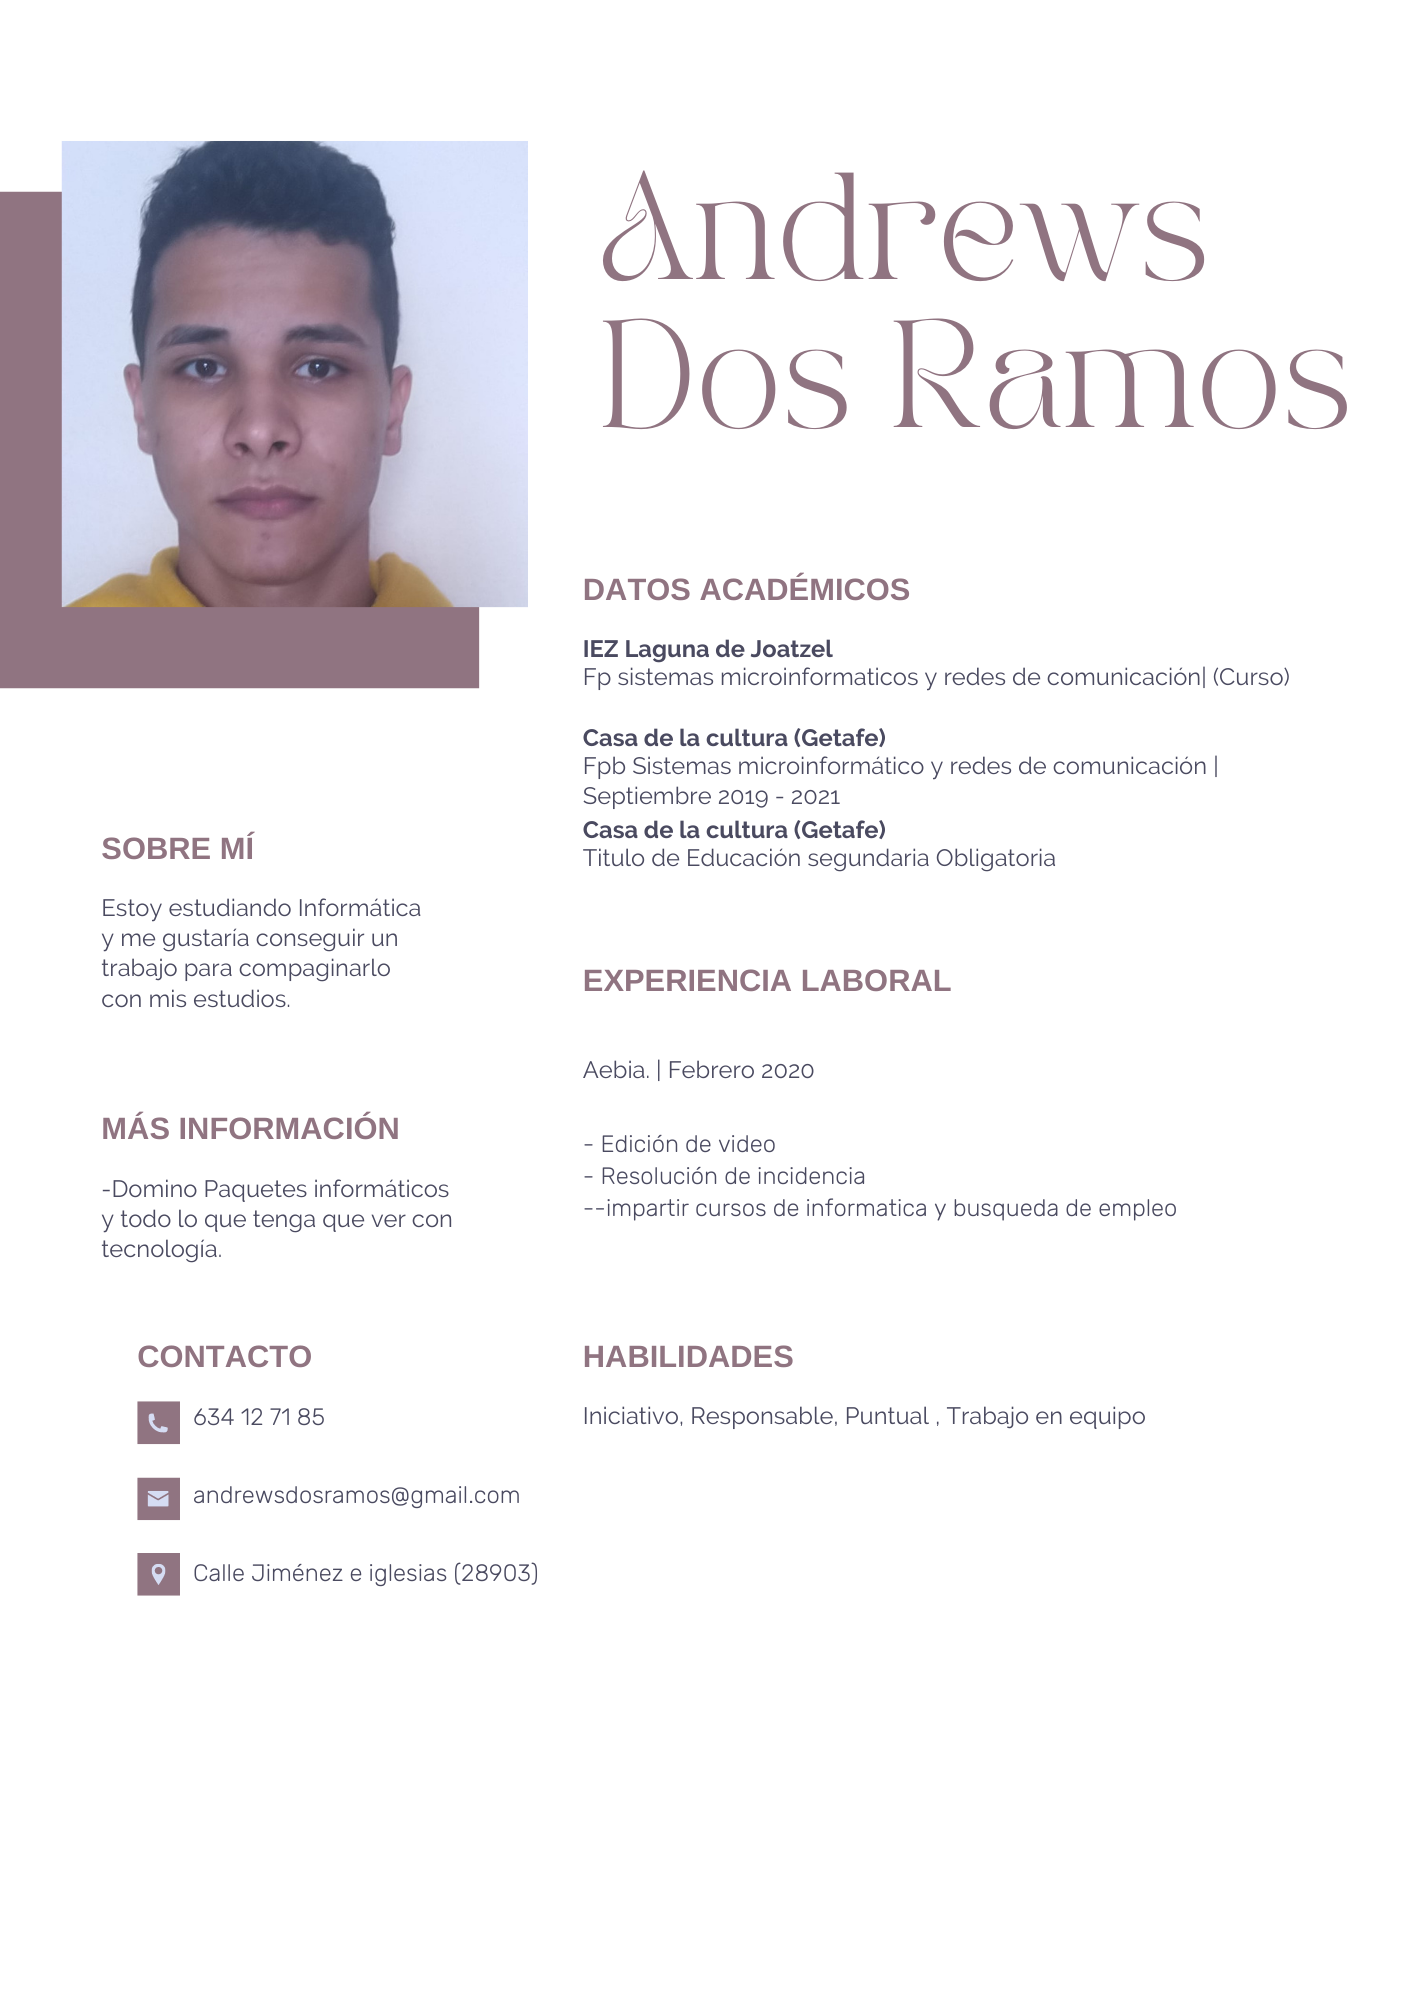 Andrews
Dos Ramos
DATOS ACADÉMICOS
IEZ Laguna de Joatzel
Fp sistemas microinformaticos y redes de comunicación| (Curso)
Casa de la cultura (Getafe)
Fpb Sistemas microinformático y redes de comunicación |
Septiembre 2019 - 2021
Casa de la cultura (Getafe)
Titulo de Educación segundaria Obligatoria
SOBRE MÍ
Estoy estudiando Informática
y me gustaría conseguir un
trabajo para compaginarlo
con mis estudios.
EXPERIENCIA LABORAL
Aebia. | Febrero 2020
- Edición de video
- Resolución de incidencia
--impartir cursos de informatica y busqueda de empleo
MÁS INFORMACIÓN
-Domino Paquetes informáticos
y todo lo que tenga que ver con
tecnología.
CONTACTO
634 12 71 85
andrewsdosramos@gmail.com
Calle Jiménez e iglesias (28903)
HABILIDADES
Iniciativo, Responsable, Puntual , Trabajo en equipo